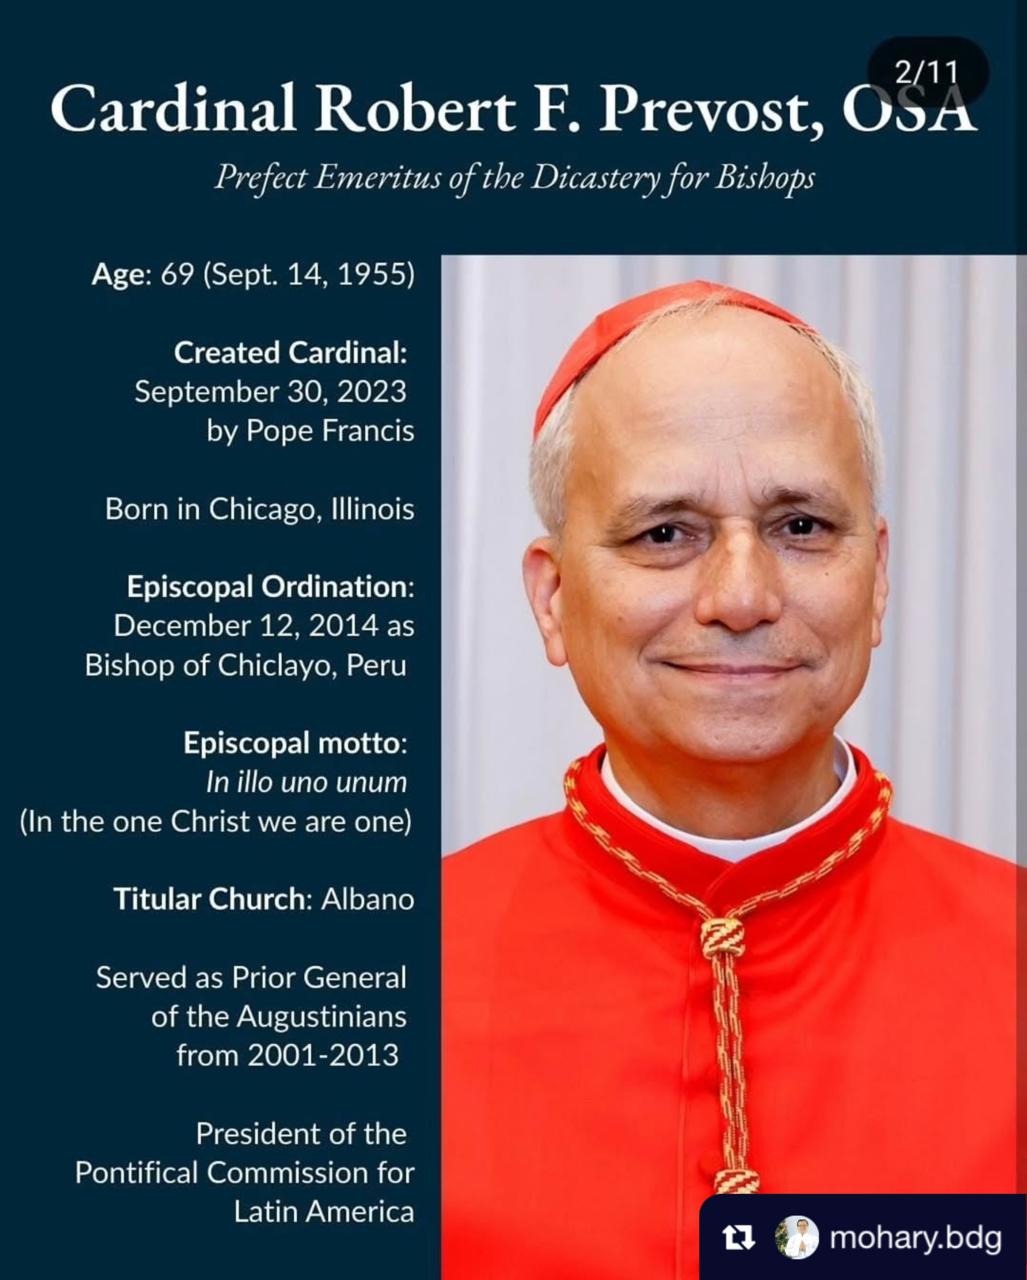 2/11
Cardinal Robert F. Prevost, OSA
Prefect Emeritus of the Dicastery for Bishops
Age: 69 (Sept. 14, 1955)
Created Cardinal:
September 30, 2023
by Pope Francis
Born in Chicago, Illinois
Episcopal Ordination:
December 12, 2014 as
Bishop of Chiclayo, Peru
Episcopal motto:
In illo uno unum
(In the one Christ we are one)
Titular Church: Albano
Served as Prior General
of the Augustinians
from 2001-2013
President of the
Pontifical Commission for
Latin America
mohary.bdg